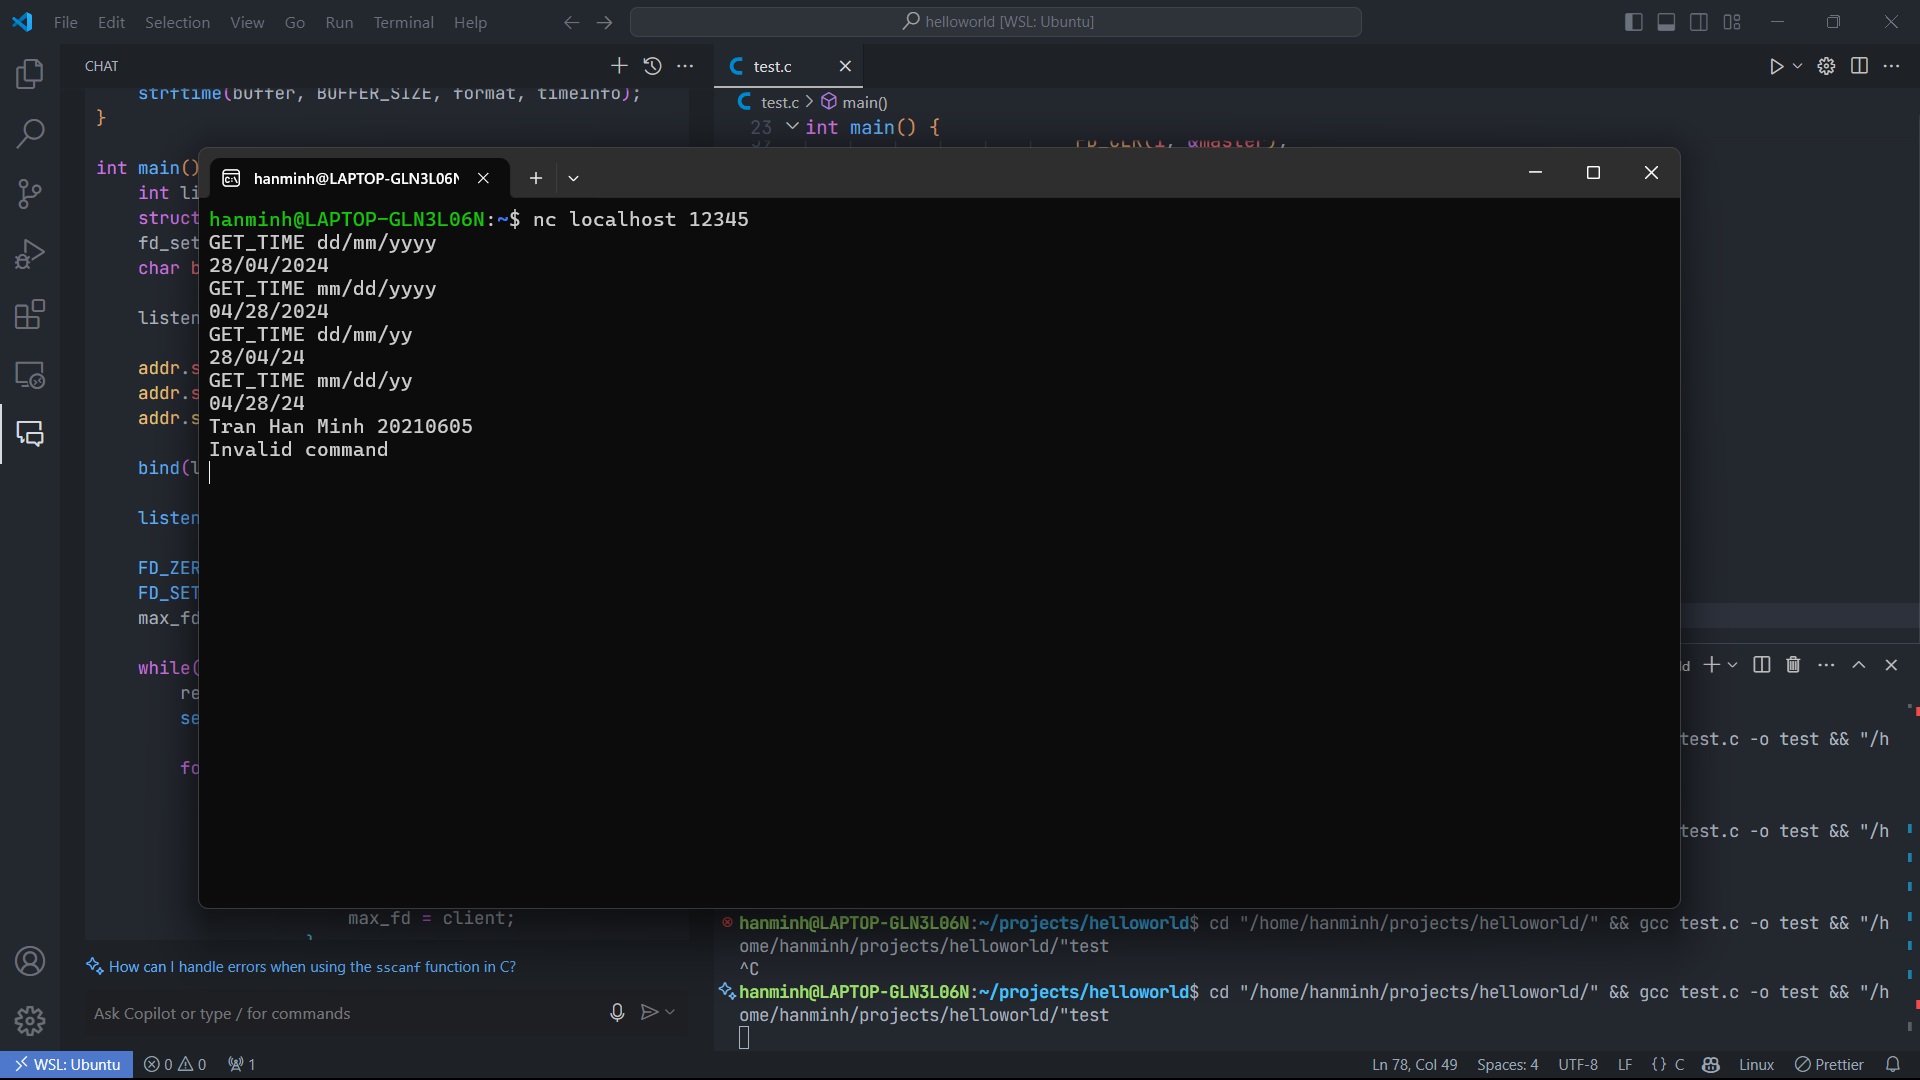 File Edit Selection View Go Run Terminal Help
helloworld [WSL: Ubuntu]
CHAT
strftime(buffer, BUFFER_SIZE, format, timeinfo);
}
int main()
int li
struct
fd_set
char b
listen
addr.s
addr.s
addr.s
bind(l
listen
FD_ZER
FD_SET
max_fd
while(
re
se
fo
max_fd = client;
}
How can I handle errors when using the sscanf function in C?
Ask Copilot or type / for commands
test.c
test.c > main()
23 int main() {
FD_CLR(i, &master);
hanminh@LAPTOP-GLN3L06N
hanminh@LAPTOP-GLN3L06N:~$ nc localhost 12345
GET_TIME dd/mm/yyyy
28/04/2024
GET_TIME mm/dd/yyyy
04/28/2024
GET_TIME dd/mm/yy
28/04/24
GET_TIME mm/dd/yy
04/28/24
Tran Han Minh 20210605
Invalid command
test.c -o test && "/h
test.c -o test && "/h
hanminh@LAPTOP-GLN3L06N:~/projects/helloworld$ cd "/home/hanminh/projects/helloworld/" && gcc test.c -o test && "/h
ome/hanminh/projects/helloworld/"test
^C
hanminh@LAPTOP-GLN3L06N:~/projects/helloworld$ cd "/home/hanminh/projects/helloworld/" && gcc test.c -o test && "/h
ome/hanminh/projects/helloworld/"test
WSL: Ubuntu 0 0 1
Ln 78, Col 49 Spaces: 4 UTF-8 LF {} C Linux Prettier